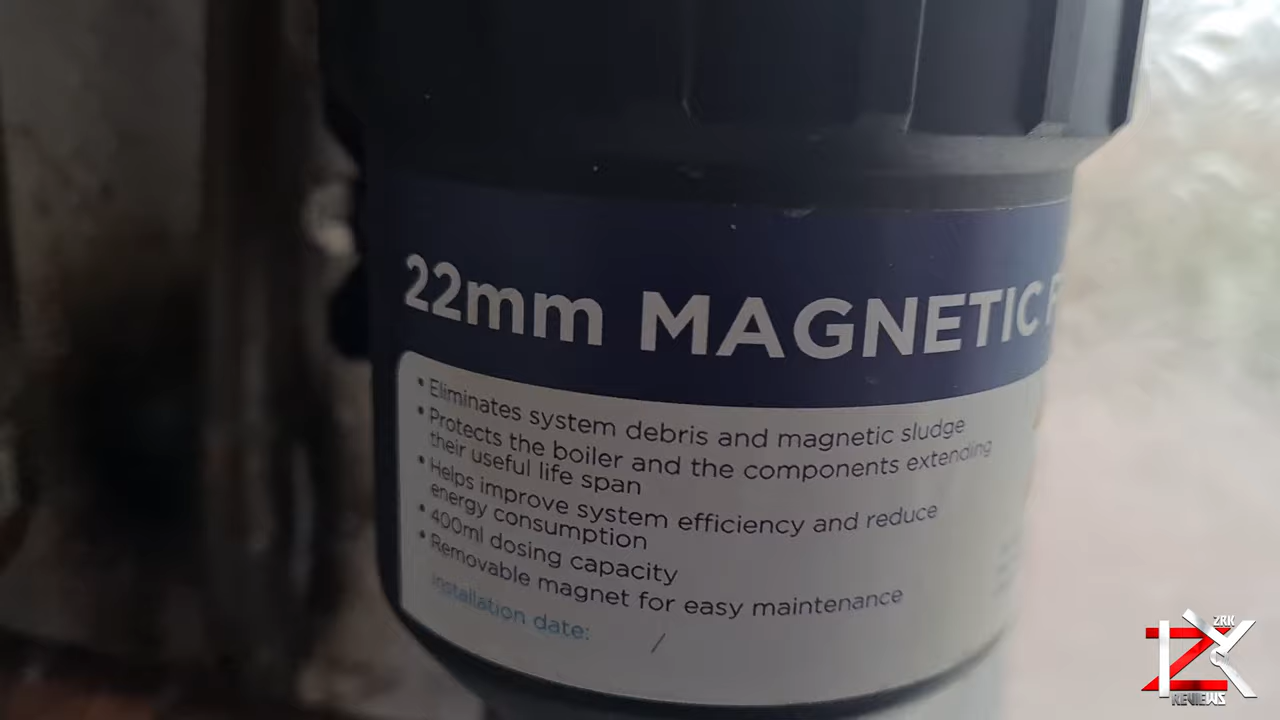 22mm MAGNETIC F
• Eliminates system debris and magnetic sludge
• Protects the boiler and the components extending
their useful life span
• Helps improve system efficiency and reduce
energy consumption
• 400ml dosing capacity
• Removable magnet for easy maintenance
Installation date: /
ZRK
REVIEWS